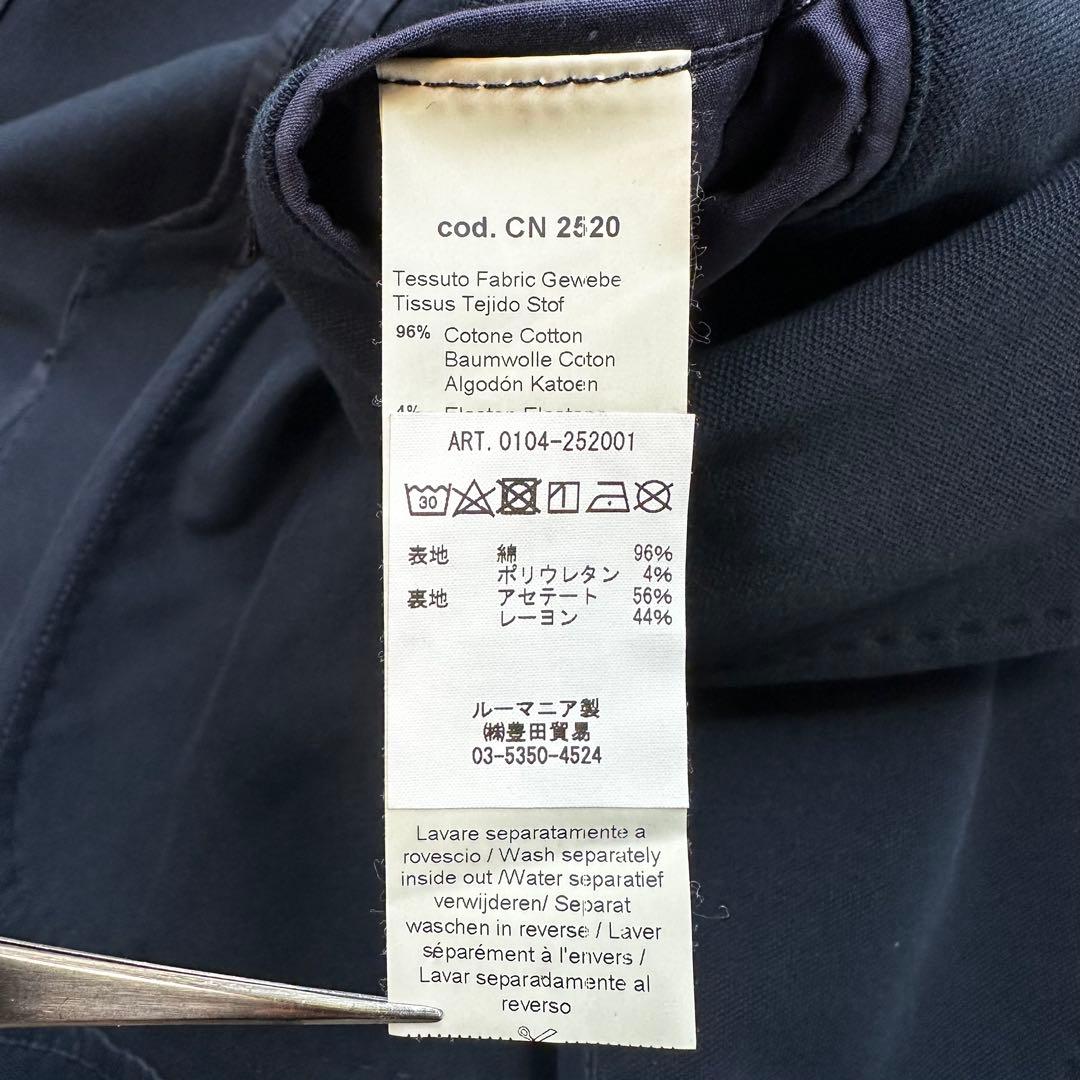 cod. CN 2520
Tessuto Fabric Gewebe
Tissus Tejido Stof
96% Cotone Cotton
Baumwolle Coton
Algodón Katoen
4% Elastan Elastane
ART. 0104-252001
30
表地 綿 96%
ポリウレタン 4%
裏地 アセテート 56%
レーヨン 44%
ルーマニア製
㈱豊田貿易
03-5350-4524
Lavare separatamente a
rovescio / Wash separately
inside out /Water separatief
verwijderen/ Separat
waschen in reverse / Laver
séparément à l'envers /
Lavar separadamente al
reverso